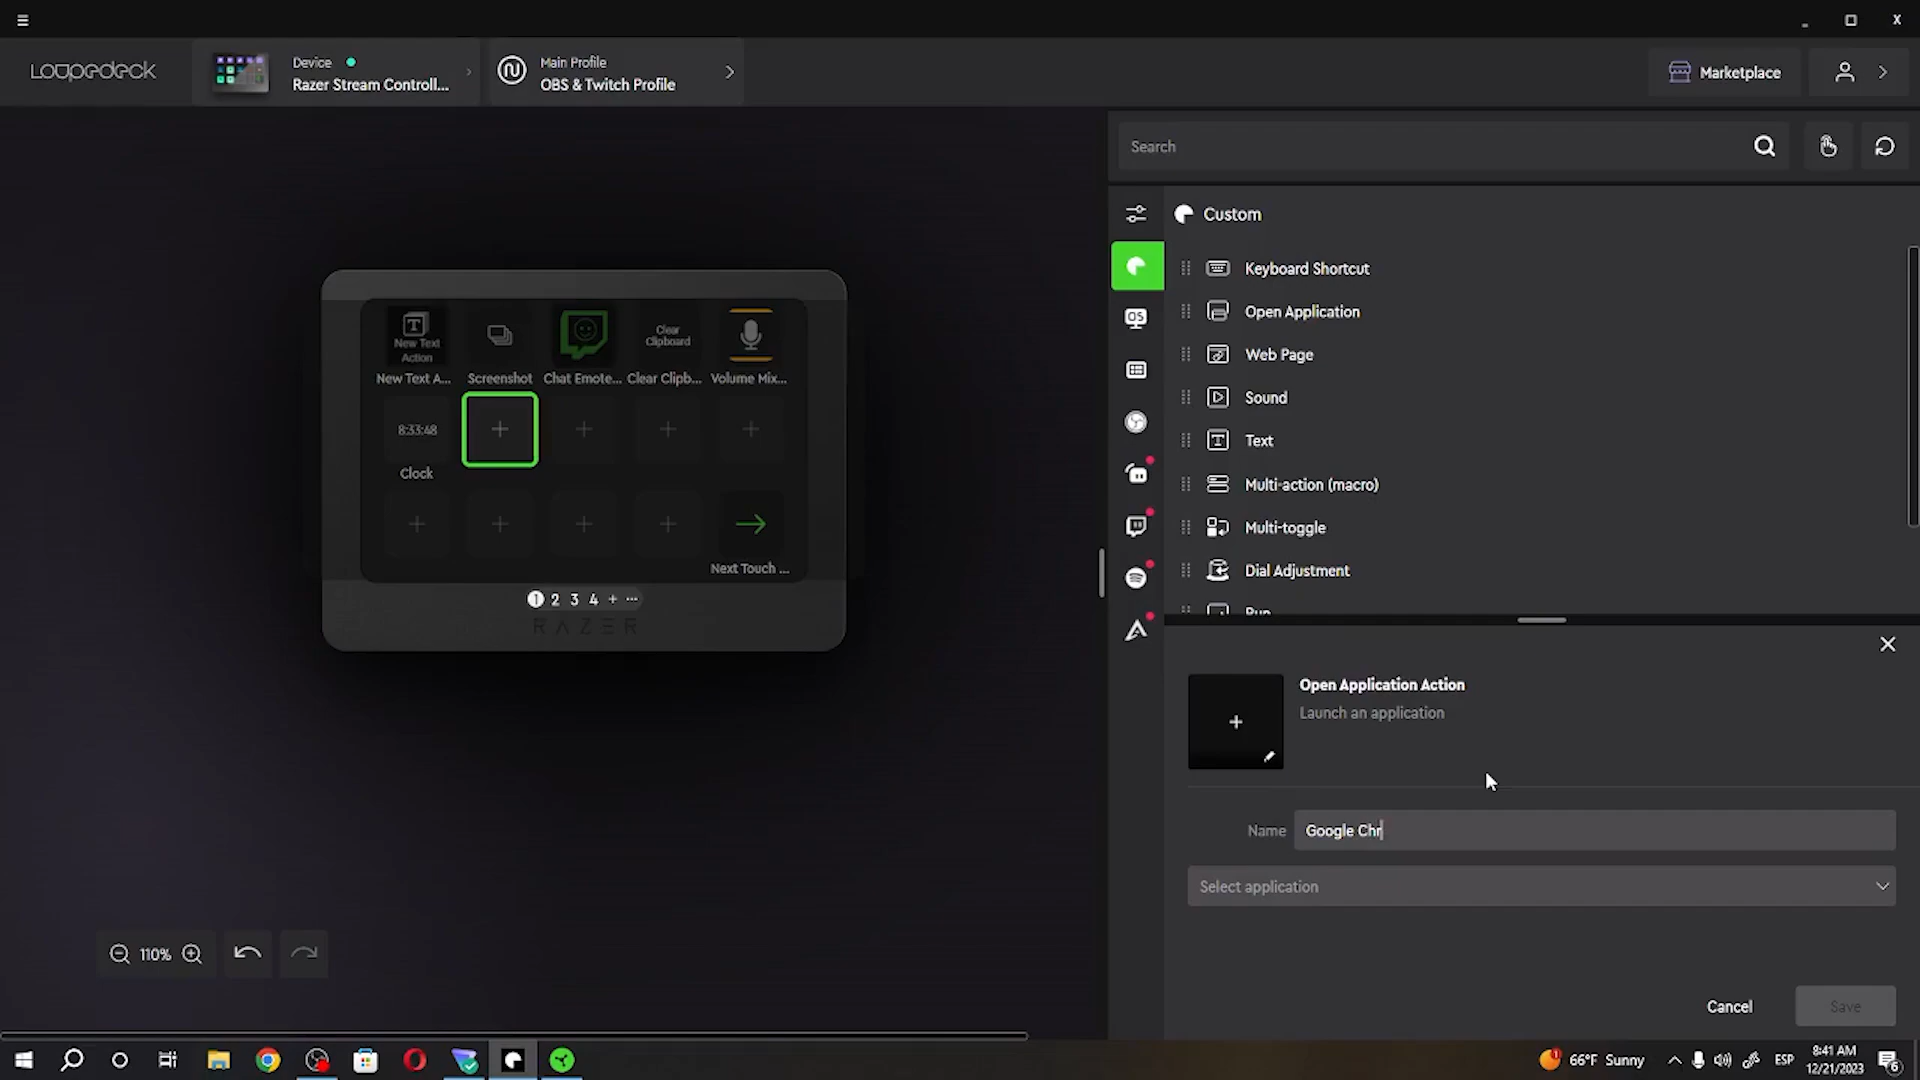 Loupedeck
Device
Razer Stream Controll...
Main Profile
OBS & Twitch Profile
Marketplace
Search
Custom
Keyboard Shortcut
Open Application
Web Page
Sound
Text
Multi-action (macro)
Multi-toggle
Dial Adjustment
Run
New Text
Action
Clear
Clipboard
New Text A...
Screenshot
Chat Emote...
Clear Clipb...
Volume Mix...
8:33:48
Clock
Next Touch ...
1 2 3 4 + ...
RAZER
Open Application Action
Launch an application
Name
Google Chr
Select application
110%
Cancel
Save
OS
66°F Sunny
ESP
8:41 AM
12/21/2023
6